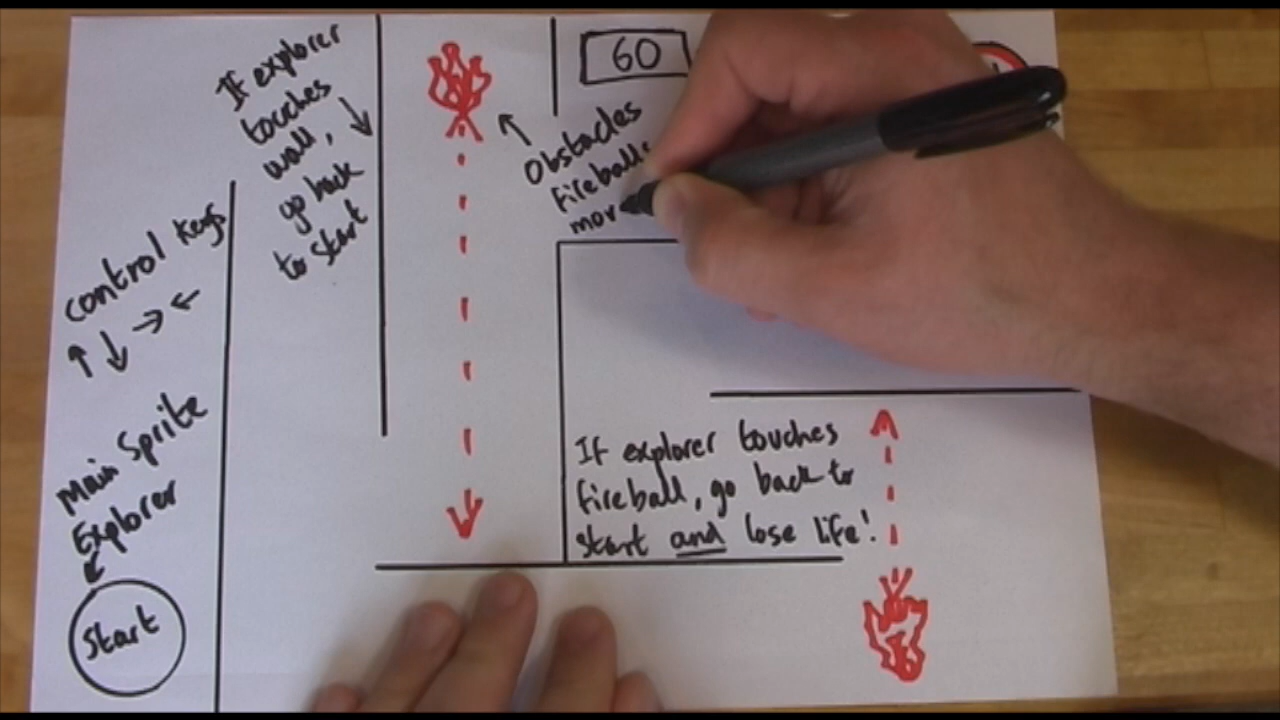 If explorer
touches
wall,
go back
to start
60
Obstacles
Fireballs
mov
control keys
Main Sprite
Explorer
Start
If explorer touches
fireball, go back to
start and lose life!